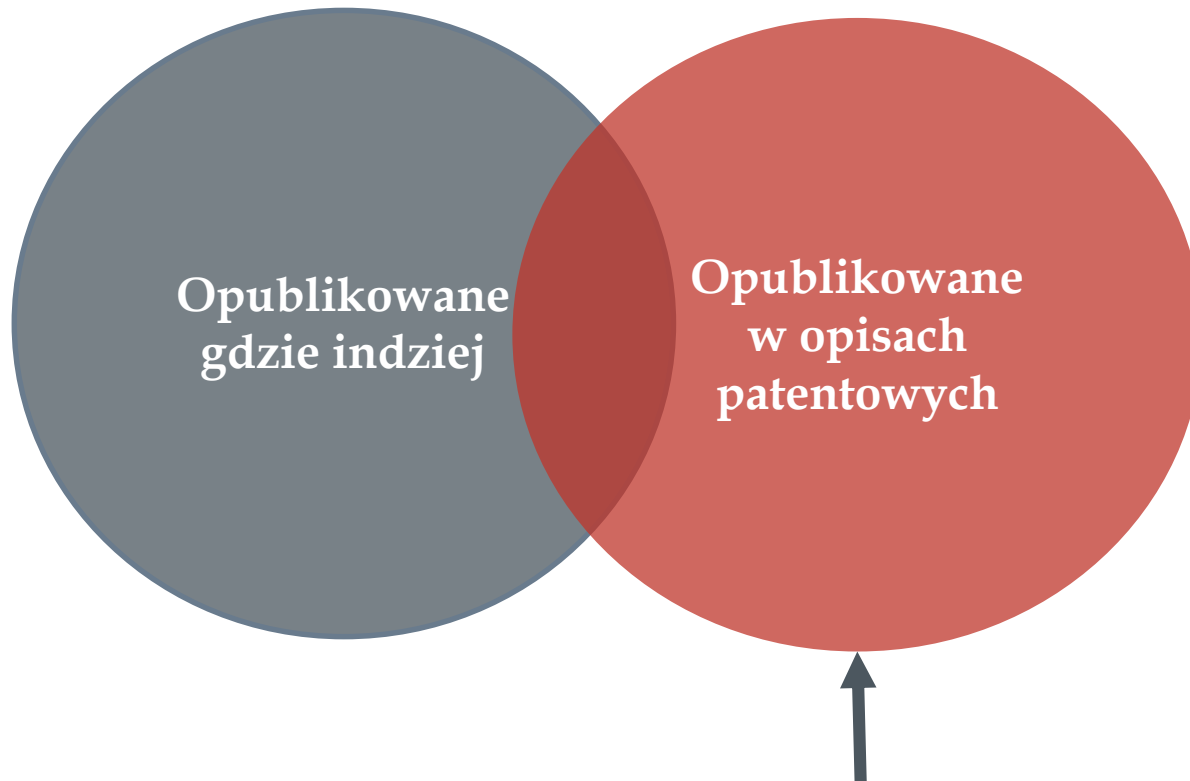 Opublikowane
gdzie indziej
Opublikowane
w opisach
patentowych